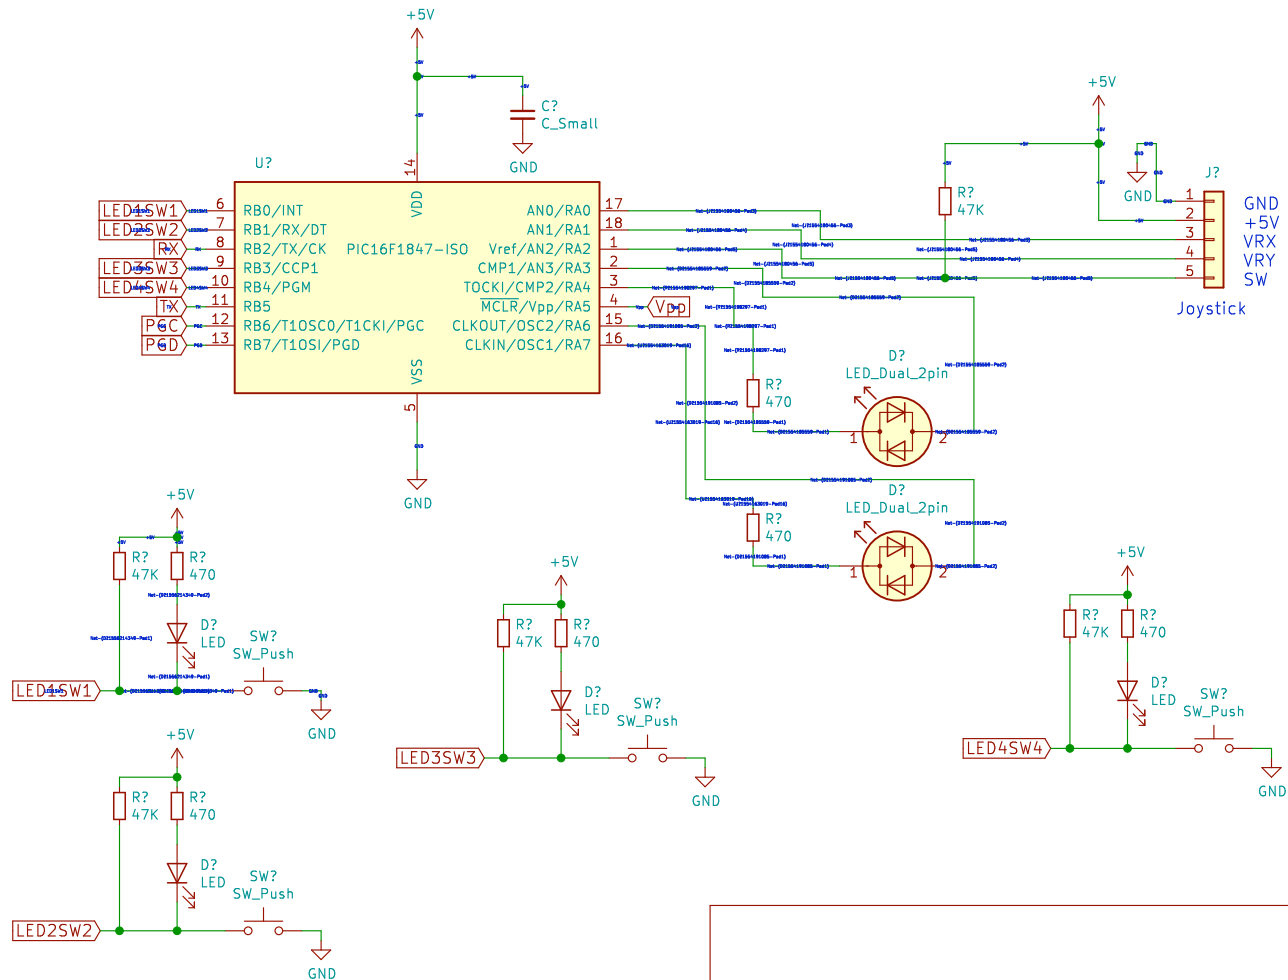 +5V
C?
C_Small
GND
U?
14
VDD
LED1SW1 6 RB0/INT
LED2SW2 7 RB1/RX/DT
RX 8 RB2/TX/CK
LED3SW3 9 RB3/CCP1
LED4SW4 10 RB4/PGM
TX 11 RB5
PGC 12 RB6/T1OSC0/T1CKI/PGC
PGD 13 RB7/T1OSI/PGD
PIC16F1847-ISO
AN0/RA0 17
AN1/RA1 18
Vref/AN2/RA2 1
CMP1/AN3/RA3 2
TOCKI/CMP2/RA4 3
MCLR/Vpp/RA5 4 Vpp
CLKOUT/OSC2/RA6 15
CLKIN/OSC1/RA7 16
VSS
5
GND
+5V
R?
47K
GND
J?
1 GND
2 +5V
3 VRX
4 VRY
5 SW
Joystick
R?
470
D?
LED_Dual_2pin
1 2
R?
470
D?
LED_Dual_2pin
1 2
+5V
R?
47K
R?
470
D?
LED
SW?
SW_Push
LED1SW1
GND
+5V
R?
47K
R?
470
D?
LED
SW?
SW_Push
LED3SW3
GND
+5V
R?
47K
R?
470
D?
LED
SW?
SW_Push
LED4SW4
GND
+5V
R?
47K
R?
470
D?
LED
SW?
SW_Push
LED2SW2
GND